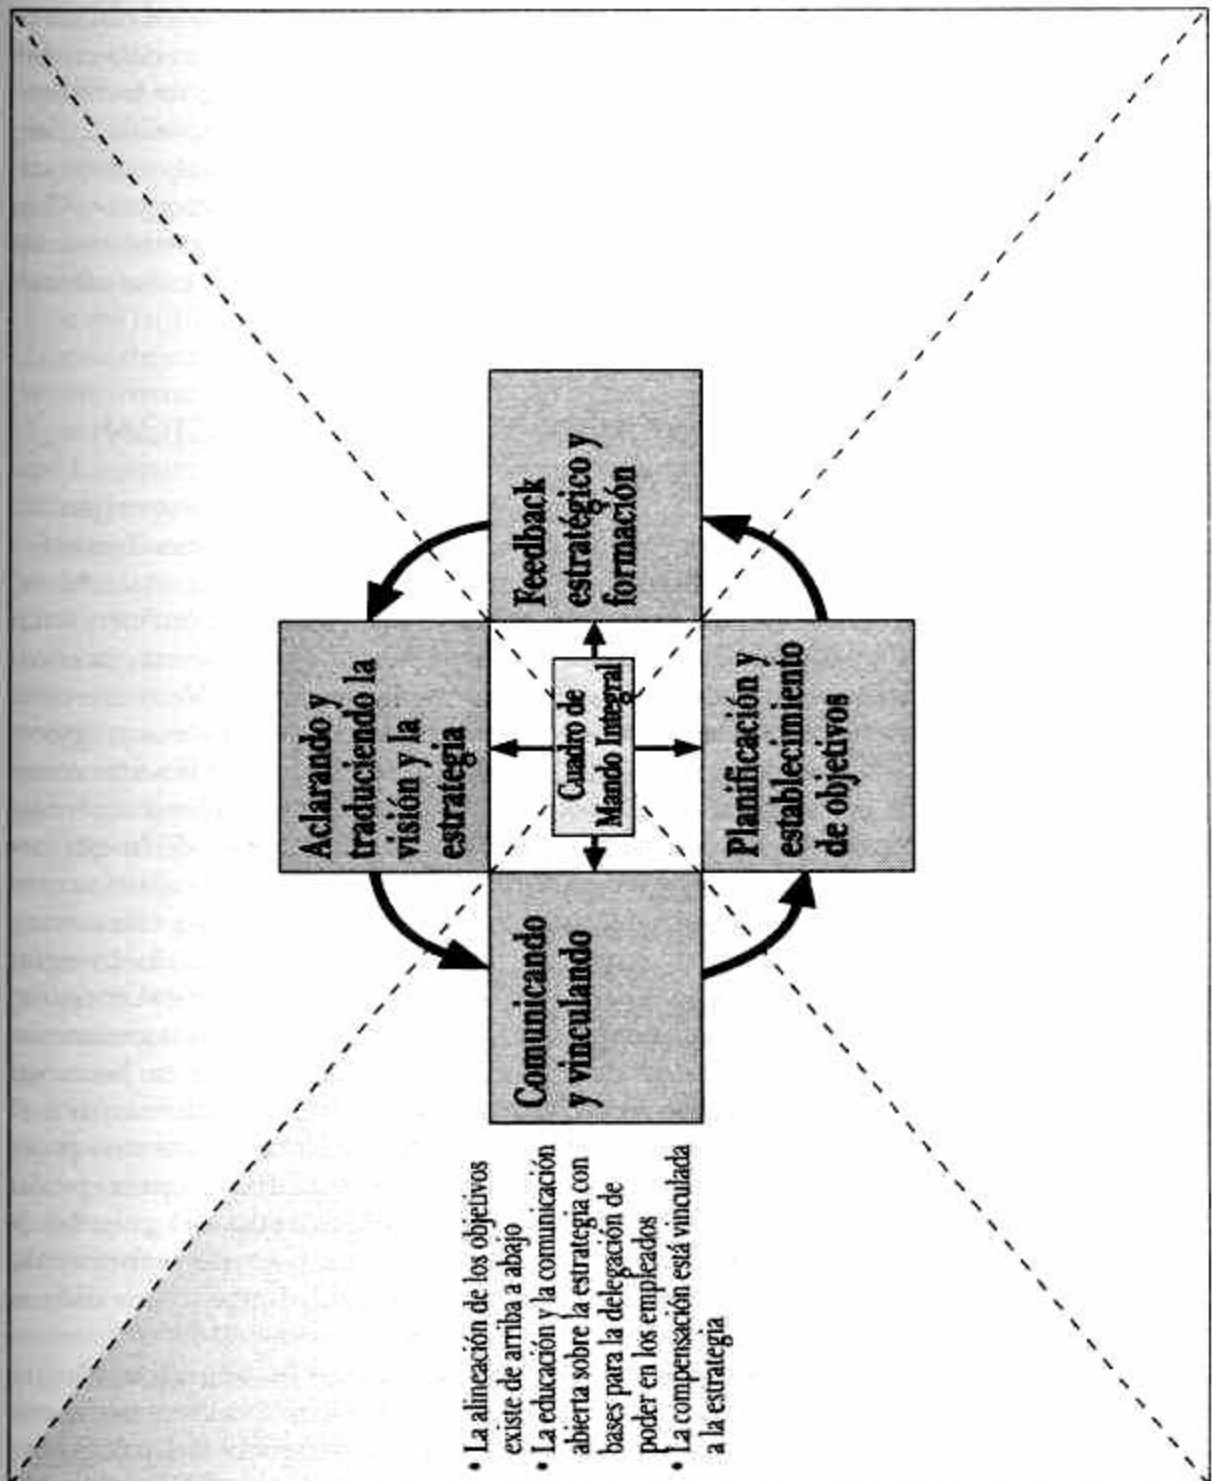 Aclarando y
traduciendo la
visión y la
estrategia
Comunicando
y vinculando
Cuadro de
Mando Integral
Feedback
estratégico y
formación
Planificación y
establecimiento
de objetivos
• La alineación de los objetivos
existe de arriba a abajo
• La educación y la comunicación
abierta sobre la estrategia con
bases para la delegación de
poder en los empleados
• La compensación está vinculada
a la estrategia